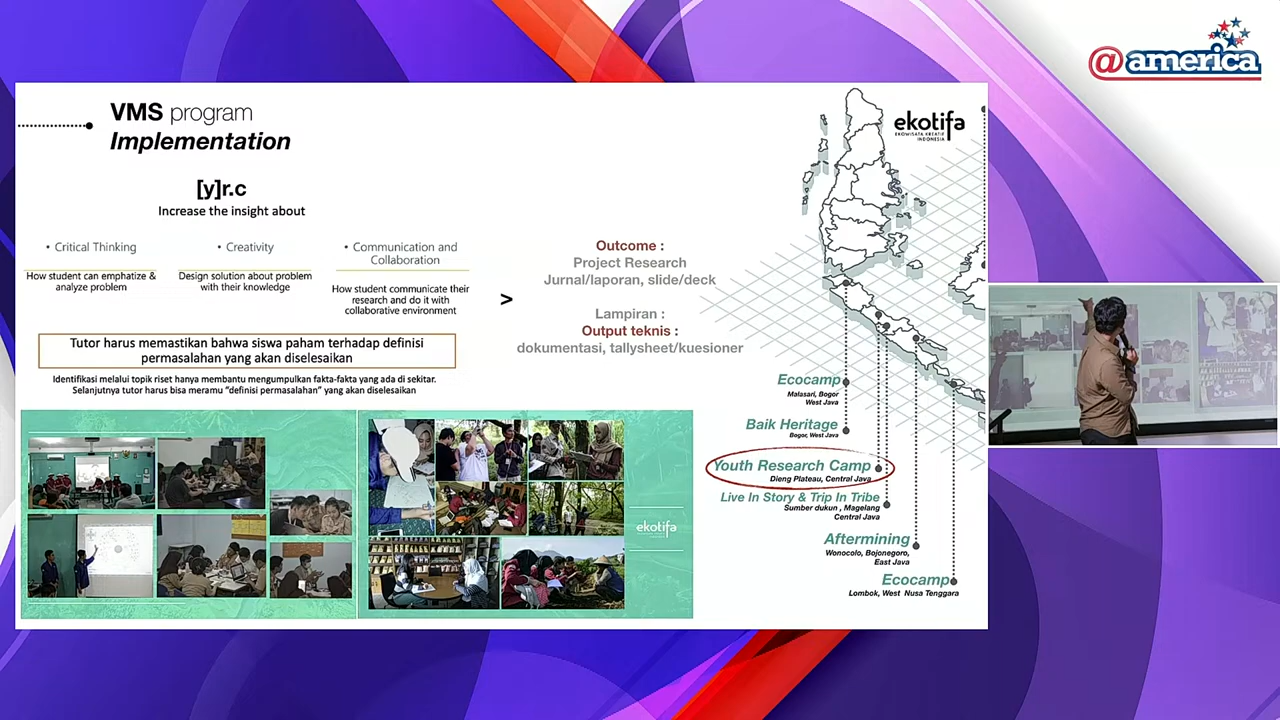 @america
VMS program
Implementation
ekotifa
EKOWISATA KREATIF
INDONESIA
[y]r.c
Increase the insight about
• Critical Thinking
How student can emphatize &
analyze problem
• Creativity
Design solution about problem
with their knowledge
• Communication and
Collaboration
How student communicate their
research and do it with
collaborative environment
>
Outcome :
Project Research
Jurnal/laporan, slide/deck
Lampiran :
Output teknis :
dokumentasi, tallysheet/kuesioner
Tutor harus memastikan bahwa siswa paham terhadap definisi
permasalahan yang akan diselesaikan
Identifikasi melalui topik riset hanya membantu mengumpulkan fakta-fakta yang ada di sekitar.
Selanjutnya tutor harus bisa meramu “definisi permasalahan” yang akan diselesaikan
Ecocamp
Malasari, Bogor
West Java
Baik Heritage
Bogor, West Java
Youth Research Camp
Dieng Plateau, Central Java
Live In Story & Trip In Tribe
Sumber dukun , Magelang
Central Java
Aftermining
Wonocolo, Bojonegoro,
East Java
Ecocamp
Lombok, West Nusa Tenggara
ekotifa